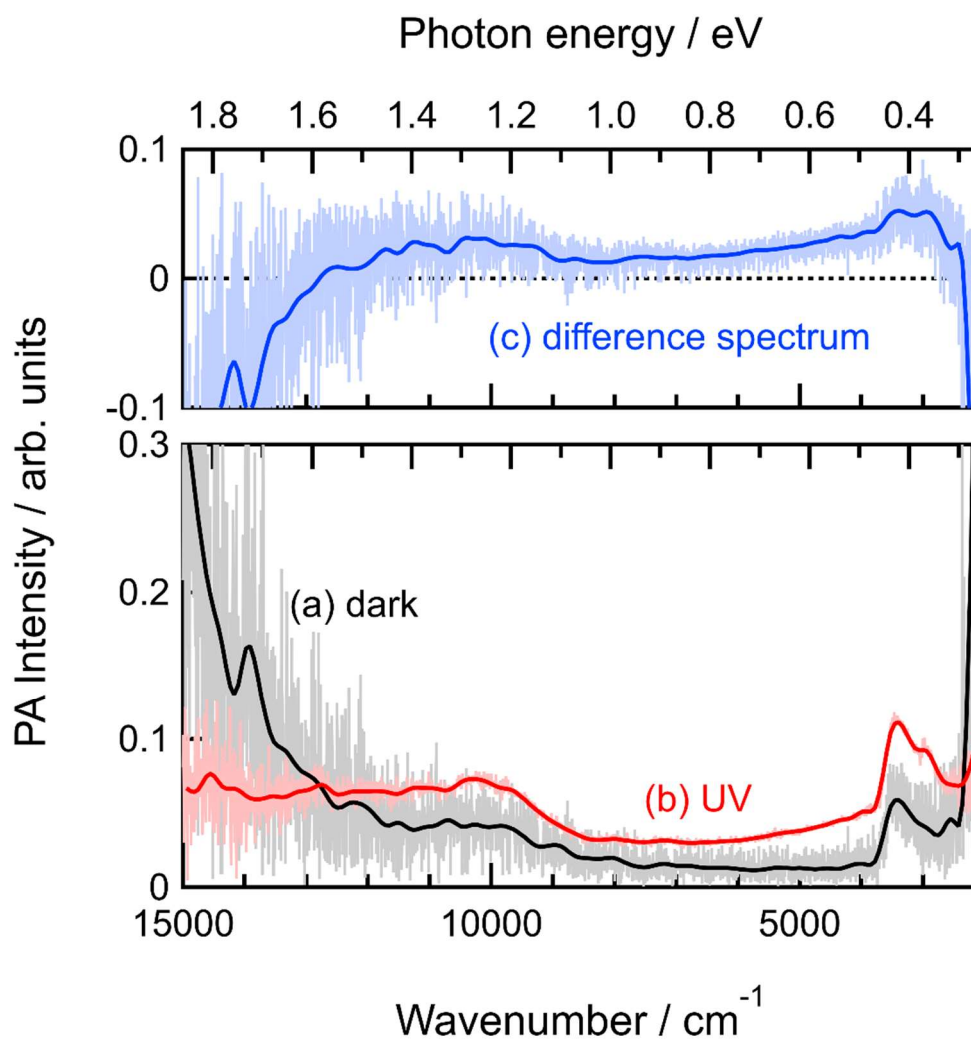 Photon energy / eV
1.8 1.6 1.4 1.2 1.0 0.8 0.6 0.4
0.1
0
(c) difference spectrum
-0.1
0.3
(a) dark
0.2
0.1
(b) UV
0
15000 10000 5000
PA Intensity / arb. units
Wavenumber / cm⁻¹